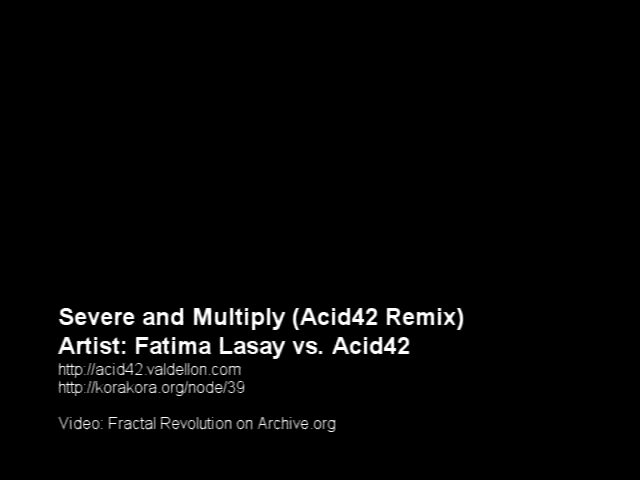 Severe and Multiply (Acid42 Remix)
Artist: Fatima Lasay vs. Acid42
http://acid42.valdellon.com
http://korakora.org/node/39
Video: Fractal Revolution on Archive.org